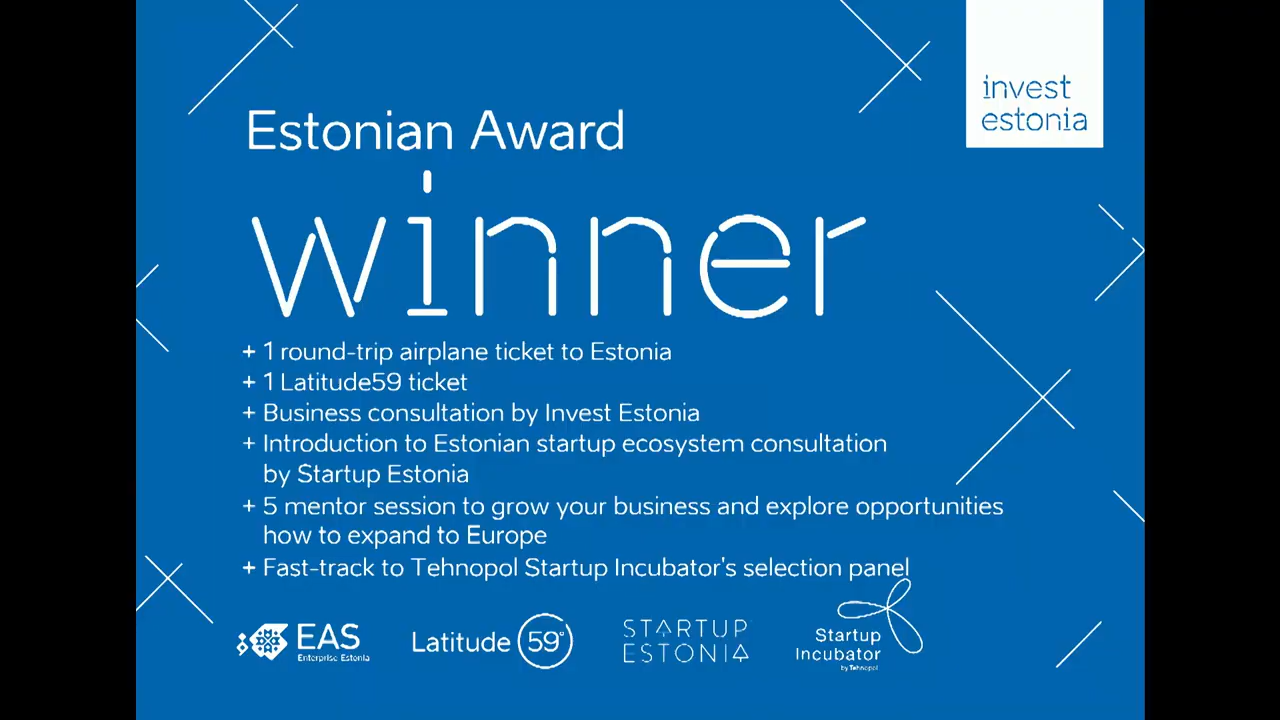 invest
estonia
Estonian Award
winner
+ 1 round-trip airplane ticket to Estonia
+ 1 Latitude59 ticket
+ Business consultation by Invest Estonia
+ Introduction to Estonian startup ecosystem consultation
by Startup Estonia
+ 5 mentor session to grow your business and explore opportunities
how to expand to Europe
+ Fast-track to Tehnopol Startup Incubator's selection panel
EAS
Enterprise Estonia
Latitude 59°
STARTUP
ESTONIA
Startup
Incubator
by Tehnopol